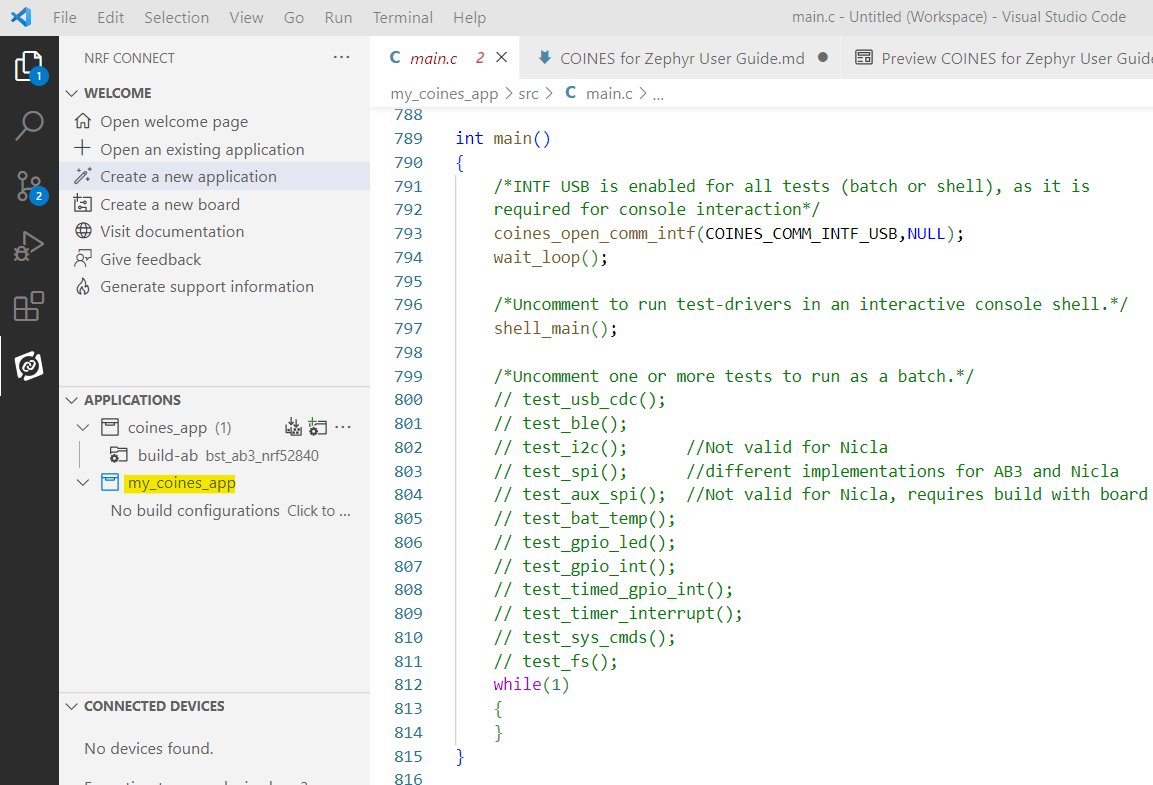 File Edit Selection View Go Run Terminal Help
main.c - Untitled (Workspace) - Visual Studio Code
1
2
NRF CONNECT ...
WELCOME
Open welcome page
Open an existing application
Create a new application
Create a new board
Visit documentation
Give feedback
Generate support information
APPLICATIONS
coines_app (1) ...
build-ab bst_ab3_nrf52840
my_coines_app
No build configurations Click to ...
CONNECTED DEVICES
No devices found.
C main.c 2
COINES for Zephyr User Guide.md
Preview COINES for Zephyr User Guide
my_coines_app > src > C main.c > ...
788
789 int main()
790 {
791 /*INTF USB is enabled for all tests (batch or shell), as it is
792 required for console interaction*/
793 coines_open_comm_intf(COINES_COMM_INTF_USB,NULL);
794 wait_loop();
795
796 /*Uncomment to run test-drivers in an interactive console shell.*/
797 shell_main();
798
799 /*Uncomment one or more tests to run as a batch.*/
800 // test_usb_cdc();
801 // test_ble();
802 // test_i2c(); //Not valid for Nicla
803 // test_spi(); //different implementations for AB3 and Nicla
804 // test_aux_spi(); //Not valid for Nicla, requires build with board
805 // test_bat_temp();
806 // test_gpio_led();
807 // test_gpio_int();
808 // test_timed_gpio_int();
809 // test_timer_interrupt();
810 // test_sys_cmds();
811 // test_fs();
812 while(1)
813 {
814 }
815 }
816